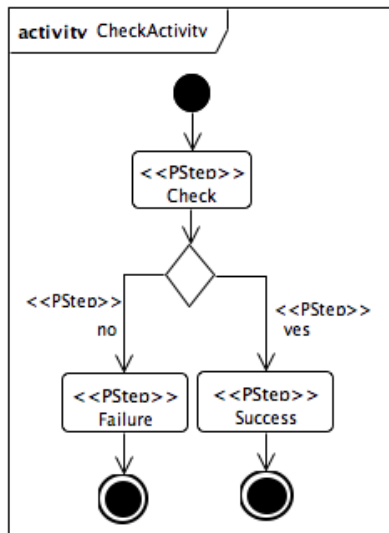 activity CheckActivity
<<PStep>>
Check
<<PStep>>
no
<<PStep>>
yes
<<PStep>>
Failure
<<PStep>>
Success